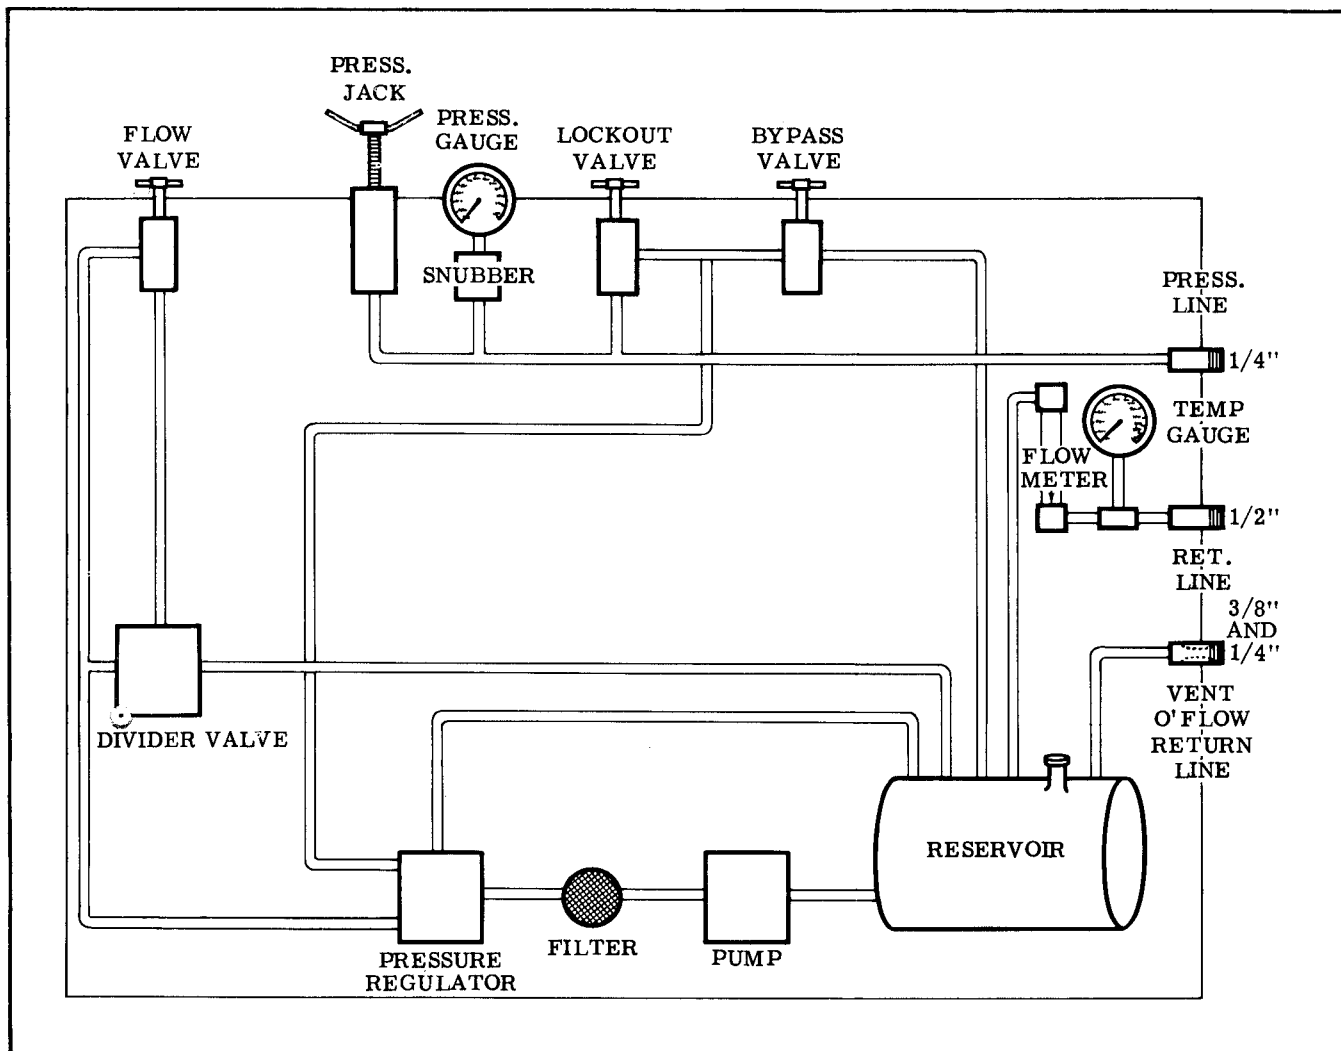 PRESS.
JACK
PRESS.
GAUGE
FLOW
VALVE
LOCKOUT
VALVE
BYPASS
VALVE
SNUBBER
PRESS.
LINE
1/4"
TEMP
GAUGE
FLOW
METER
1/2"
RET.
LINE
3/8"
AND
1/4"
VENT
O'FLOW
RETURN
LINE
DIVIDER VALVE
RESERVOIR
FILTER
PUMP
PRESSURE
REGULATOR